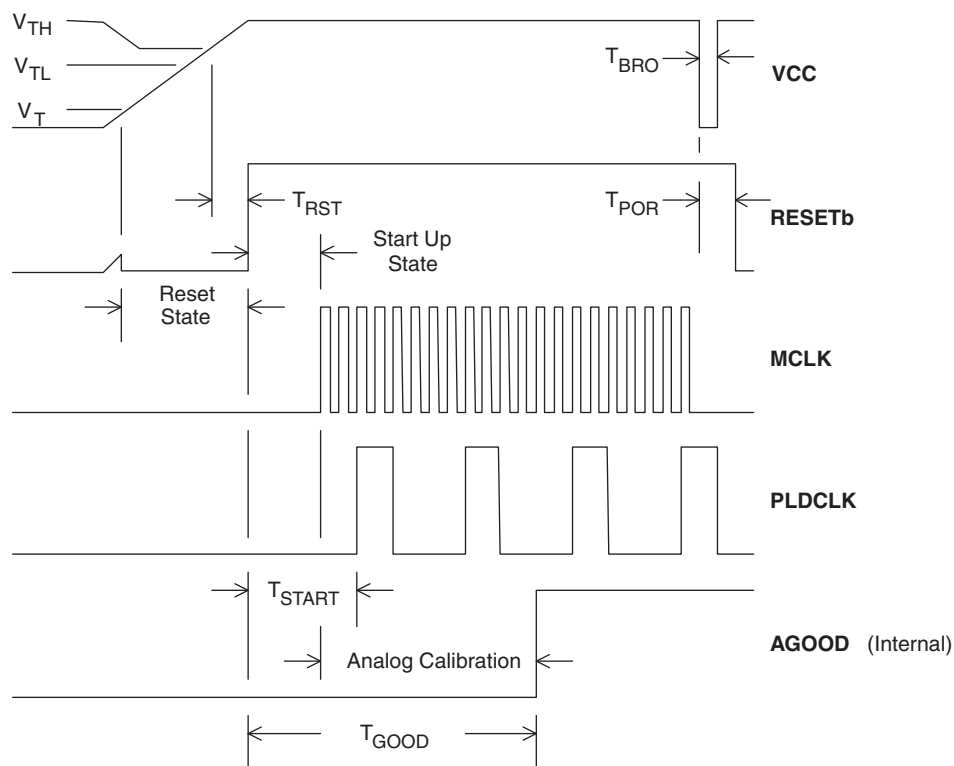 VTH
VTL
VT
TBRO
VCC
TRST
TPOR
RESETb
Start Up
State
Reset
State
MCLK
PLDCLK
TSTART
Analog Calibration
AGOOD (Internal)
TGOOD